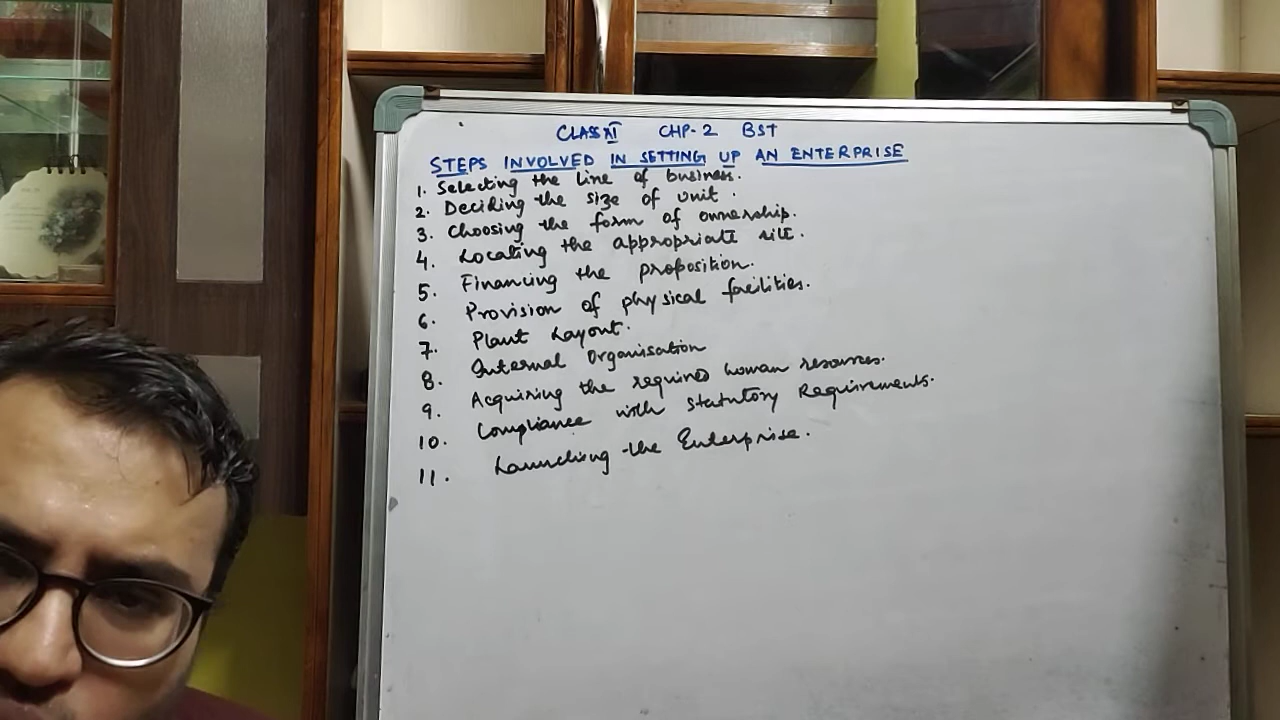 CLASS XI CHP-2 BST
STEPS INVOLVED IN SETTING UP AN ENTERPRISE
1. Selecting the line of business.
2. Deciding the size of unit.
3. Choosing the form of ownership.
4. Locating the appropriate site.
5. Financing the proposition.
6. Provision of physical facilities.
7. Plant Layout.
8. Internal Organisation
9. Acquiring the required human resources.
10. Compliance with Statutory Requirements.
11. Launching the Enterprise.